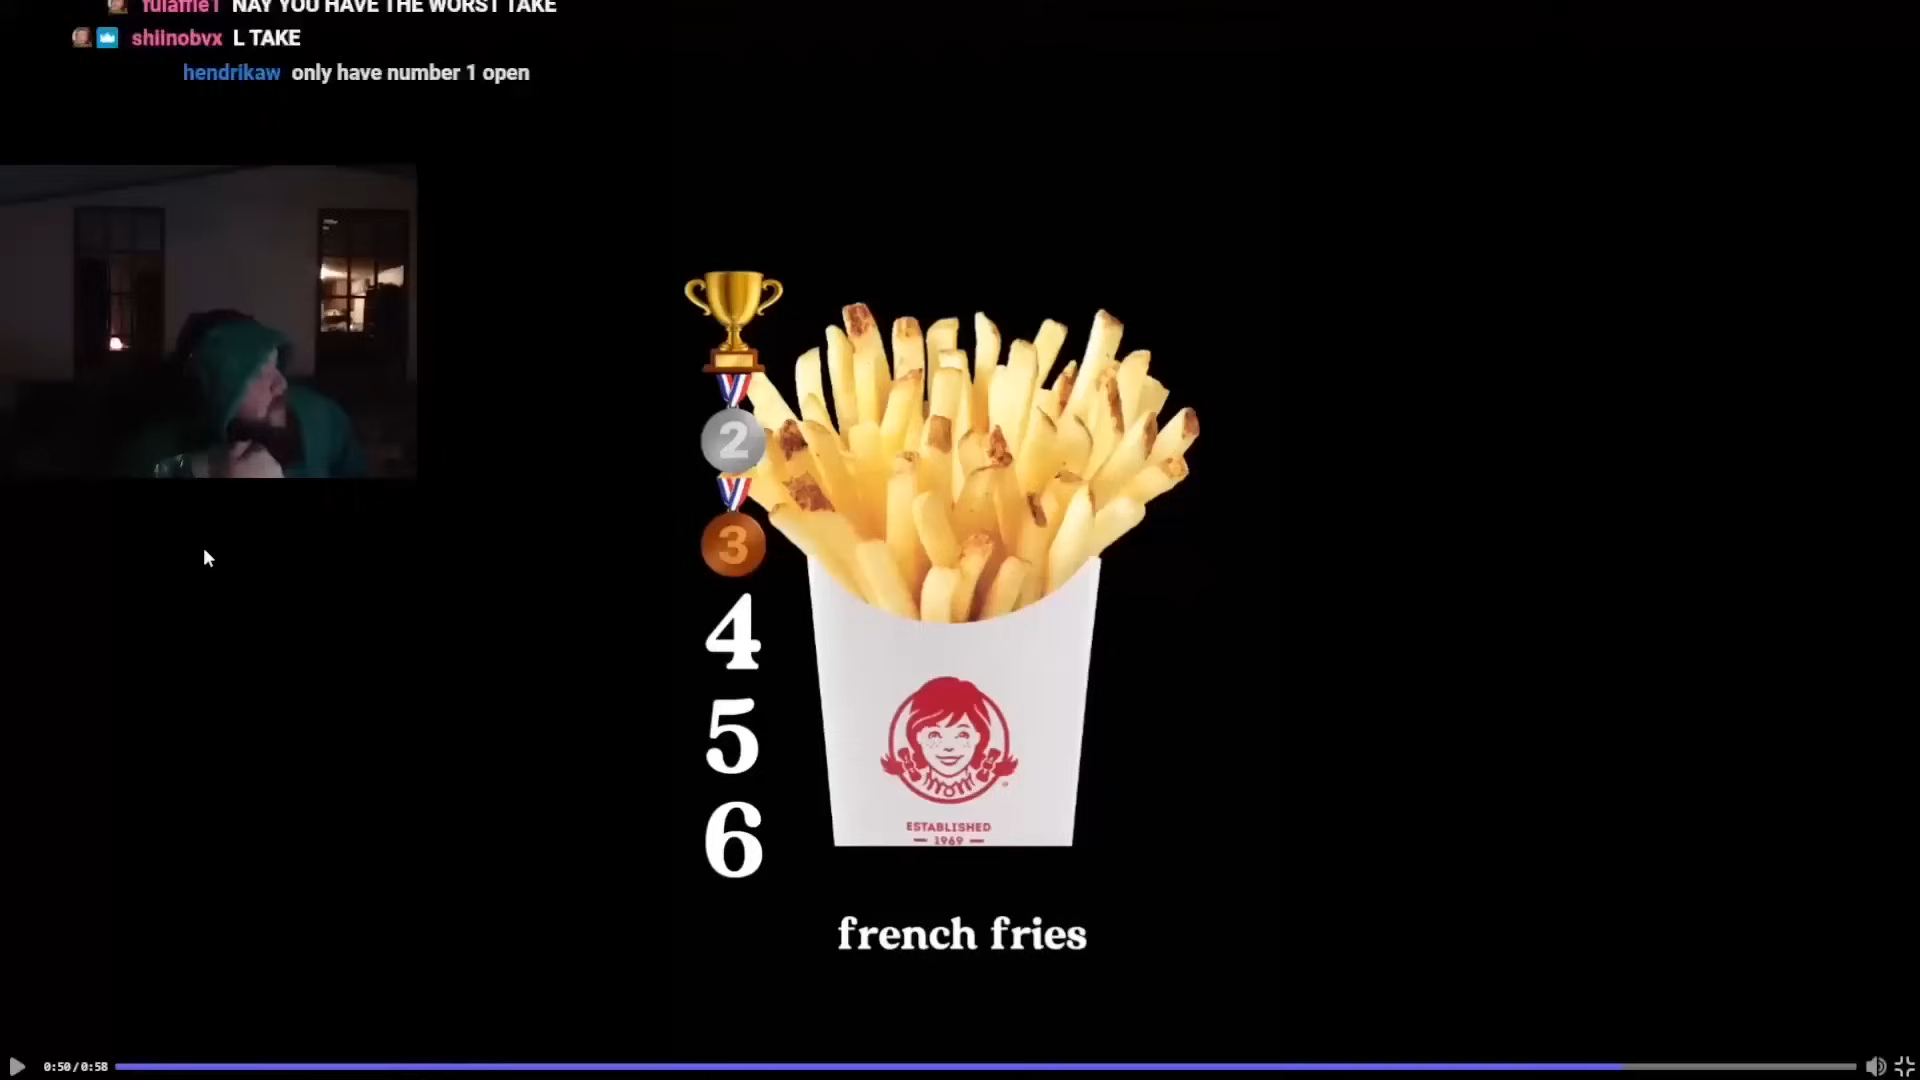 fulaffle1 NAY YOU HAVE THE WORST TAKE
shiinobvx L TAKE
hendrikaw only have number 1 open
2
3
4
5
6
ESTABLISHED
1969
french fries
0:50/0:58